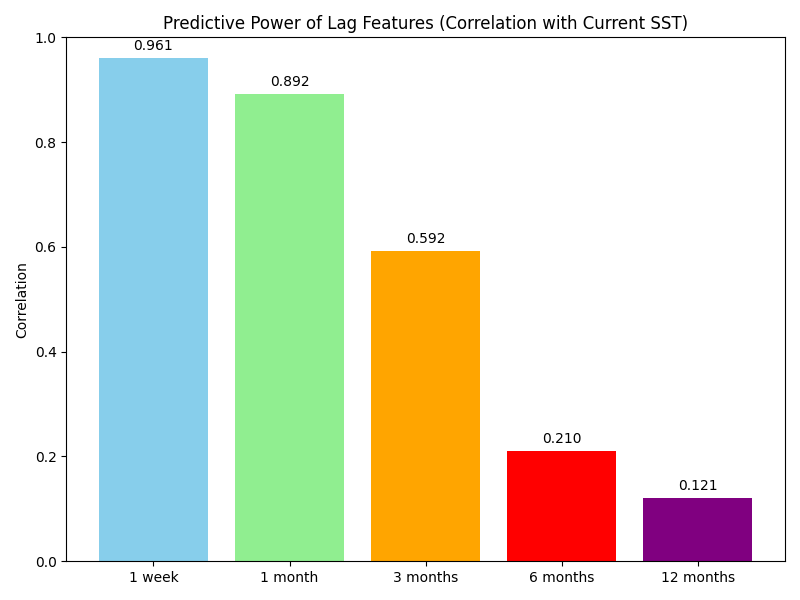 Predictive Power of Lag Features (Correlation with Current SST)
1.0
0.8
0.6
0.4
0.2
0.0
Correlation
0.961
0.892
0.592
0.210
0.121
1 week
1 month
3 months
6 months
12 months